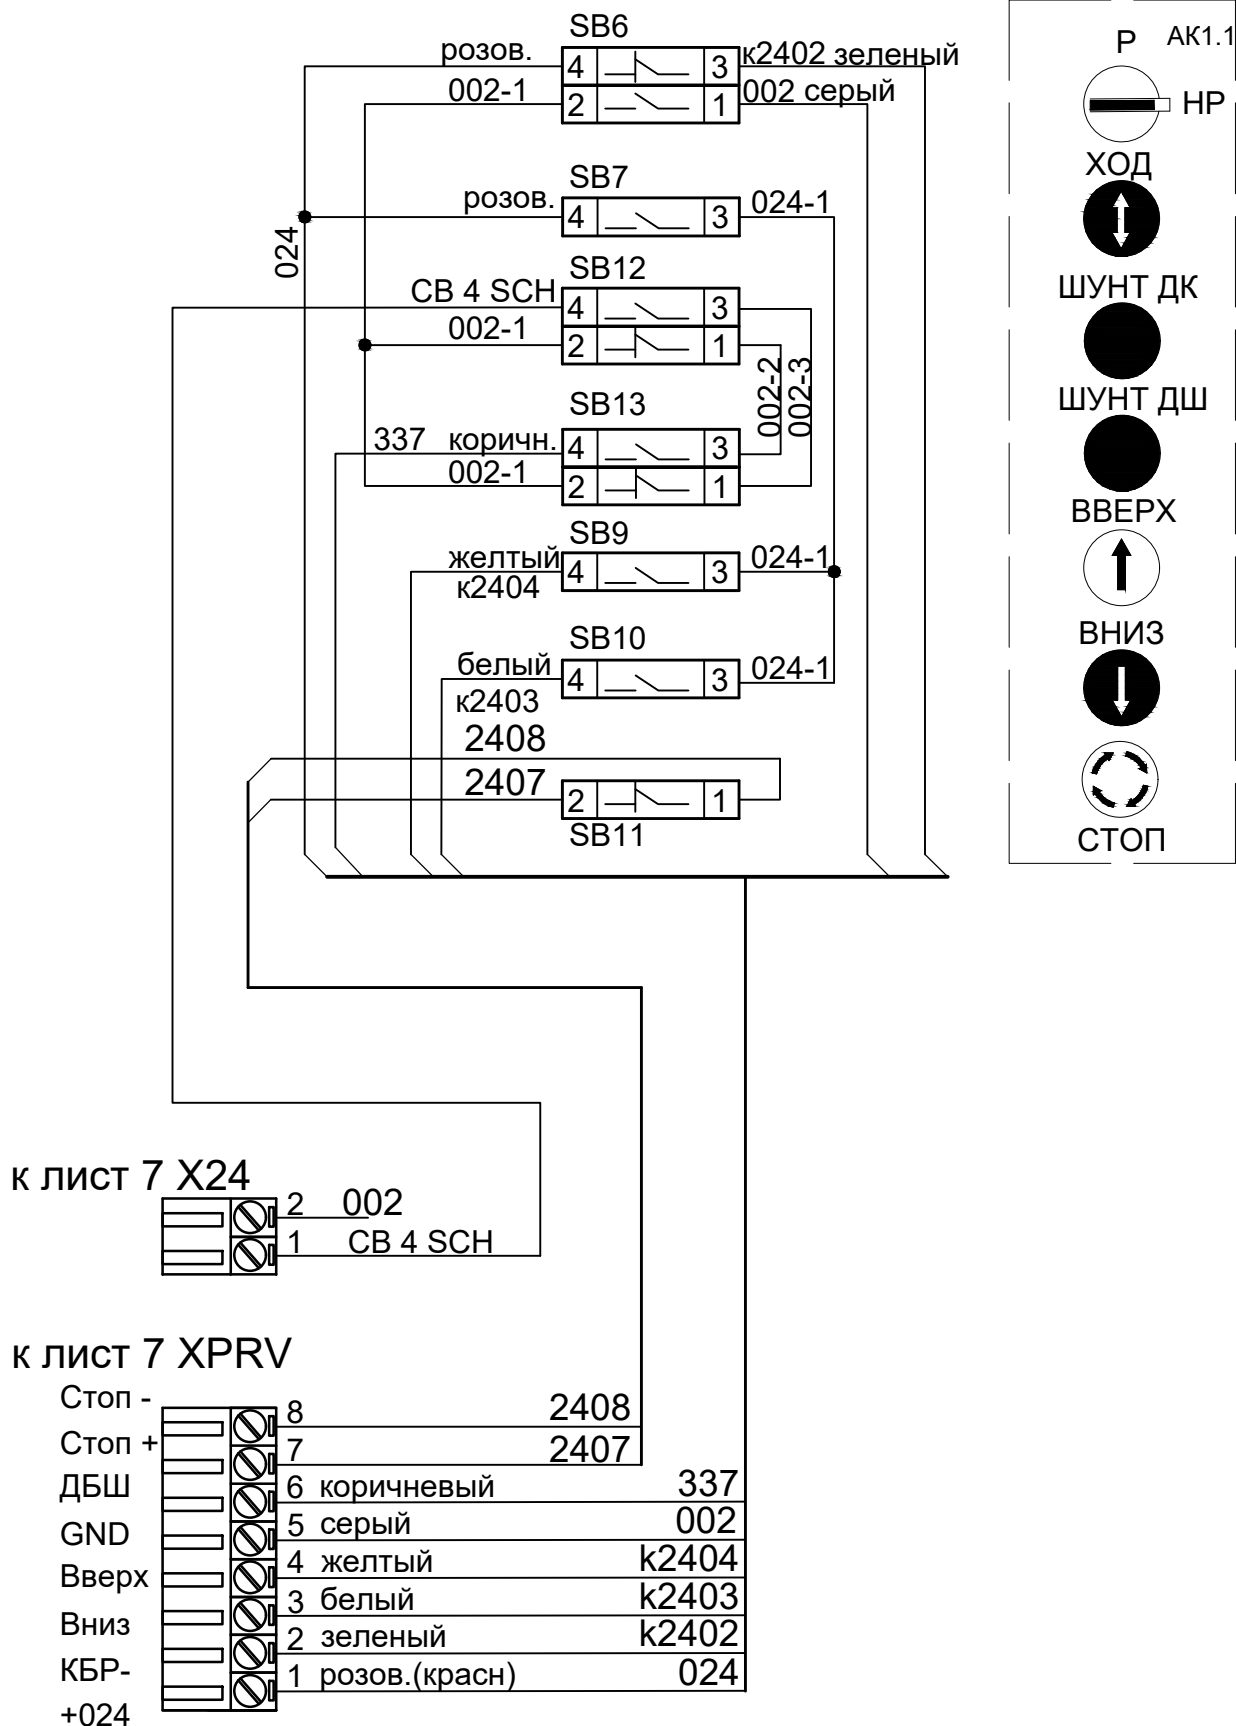 SB6
розов.
4
3
к2402 зеленый
002-1
2
1
002 серый
SB7
розов.
4
3
024-1
024
SB12
CB 4 SCH
4
3
002-1
2
1
002-2
002-3
SB13
337 коричн.
4
3
002-1
2
1
SB9
желтый
4
3
024-1
к2404
SB10
белый
4
3
024-1
к2403
2408
2407
2
1
SB11
P
АК1.1
НР
ХОД
ШУНТ ДК
ШУНТ ДШ
ВВЕРХ
ВНИЗ
СТОП
к лист 7 X24
2 002
1 CB 4 SCH
к лист 7 XPRV
Стоп -
8 2408
Стоп +
7 2407
ДБШ
6 коричневый 337
GND
5 серый 002
Вверх
4 желтый k2404
Вниз
3 белый k2403
КБР-
2 зеленый k2402
+024
1 розов.(красн) 024